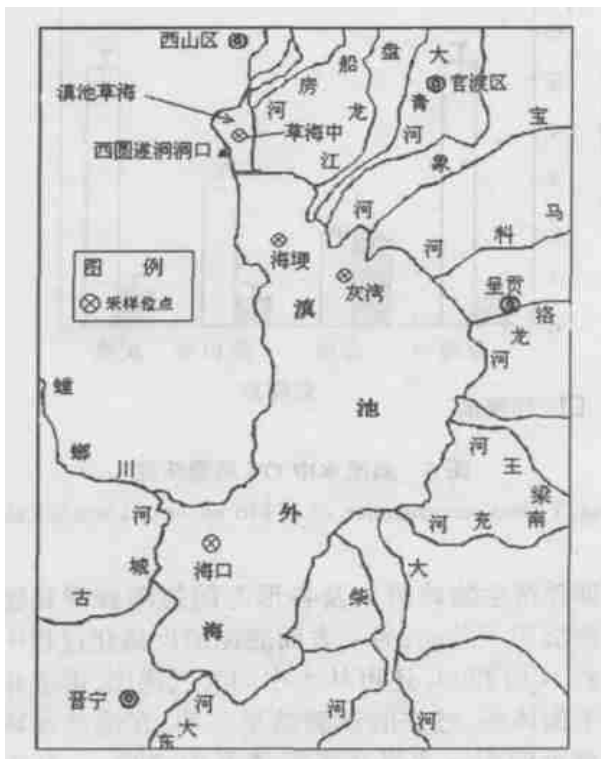 西山区
船 盘 大
房 龙 青 官渡区
滇池草海
河 江 河 宝
草海中
西园遂洞洞口
象
河
马
料
河
海埂
灰湾
图 例
采样位点
呈贡
滇
洛
龙
河
池
螳
螂
川
河
王
梁
南
充
河
外
河
城
古
海口
海
柴
河
大
河
晋宁
河
大
东